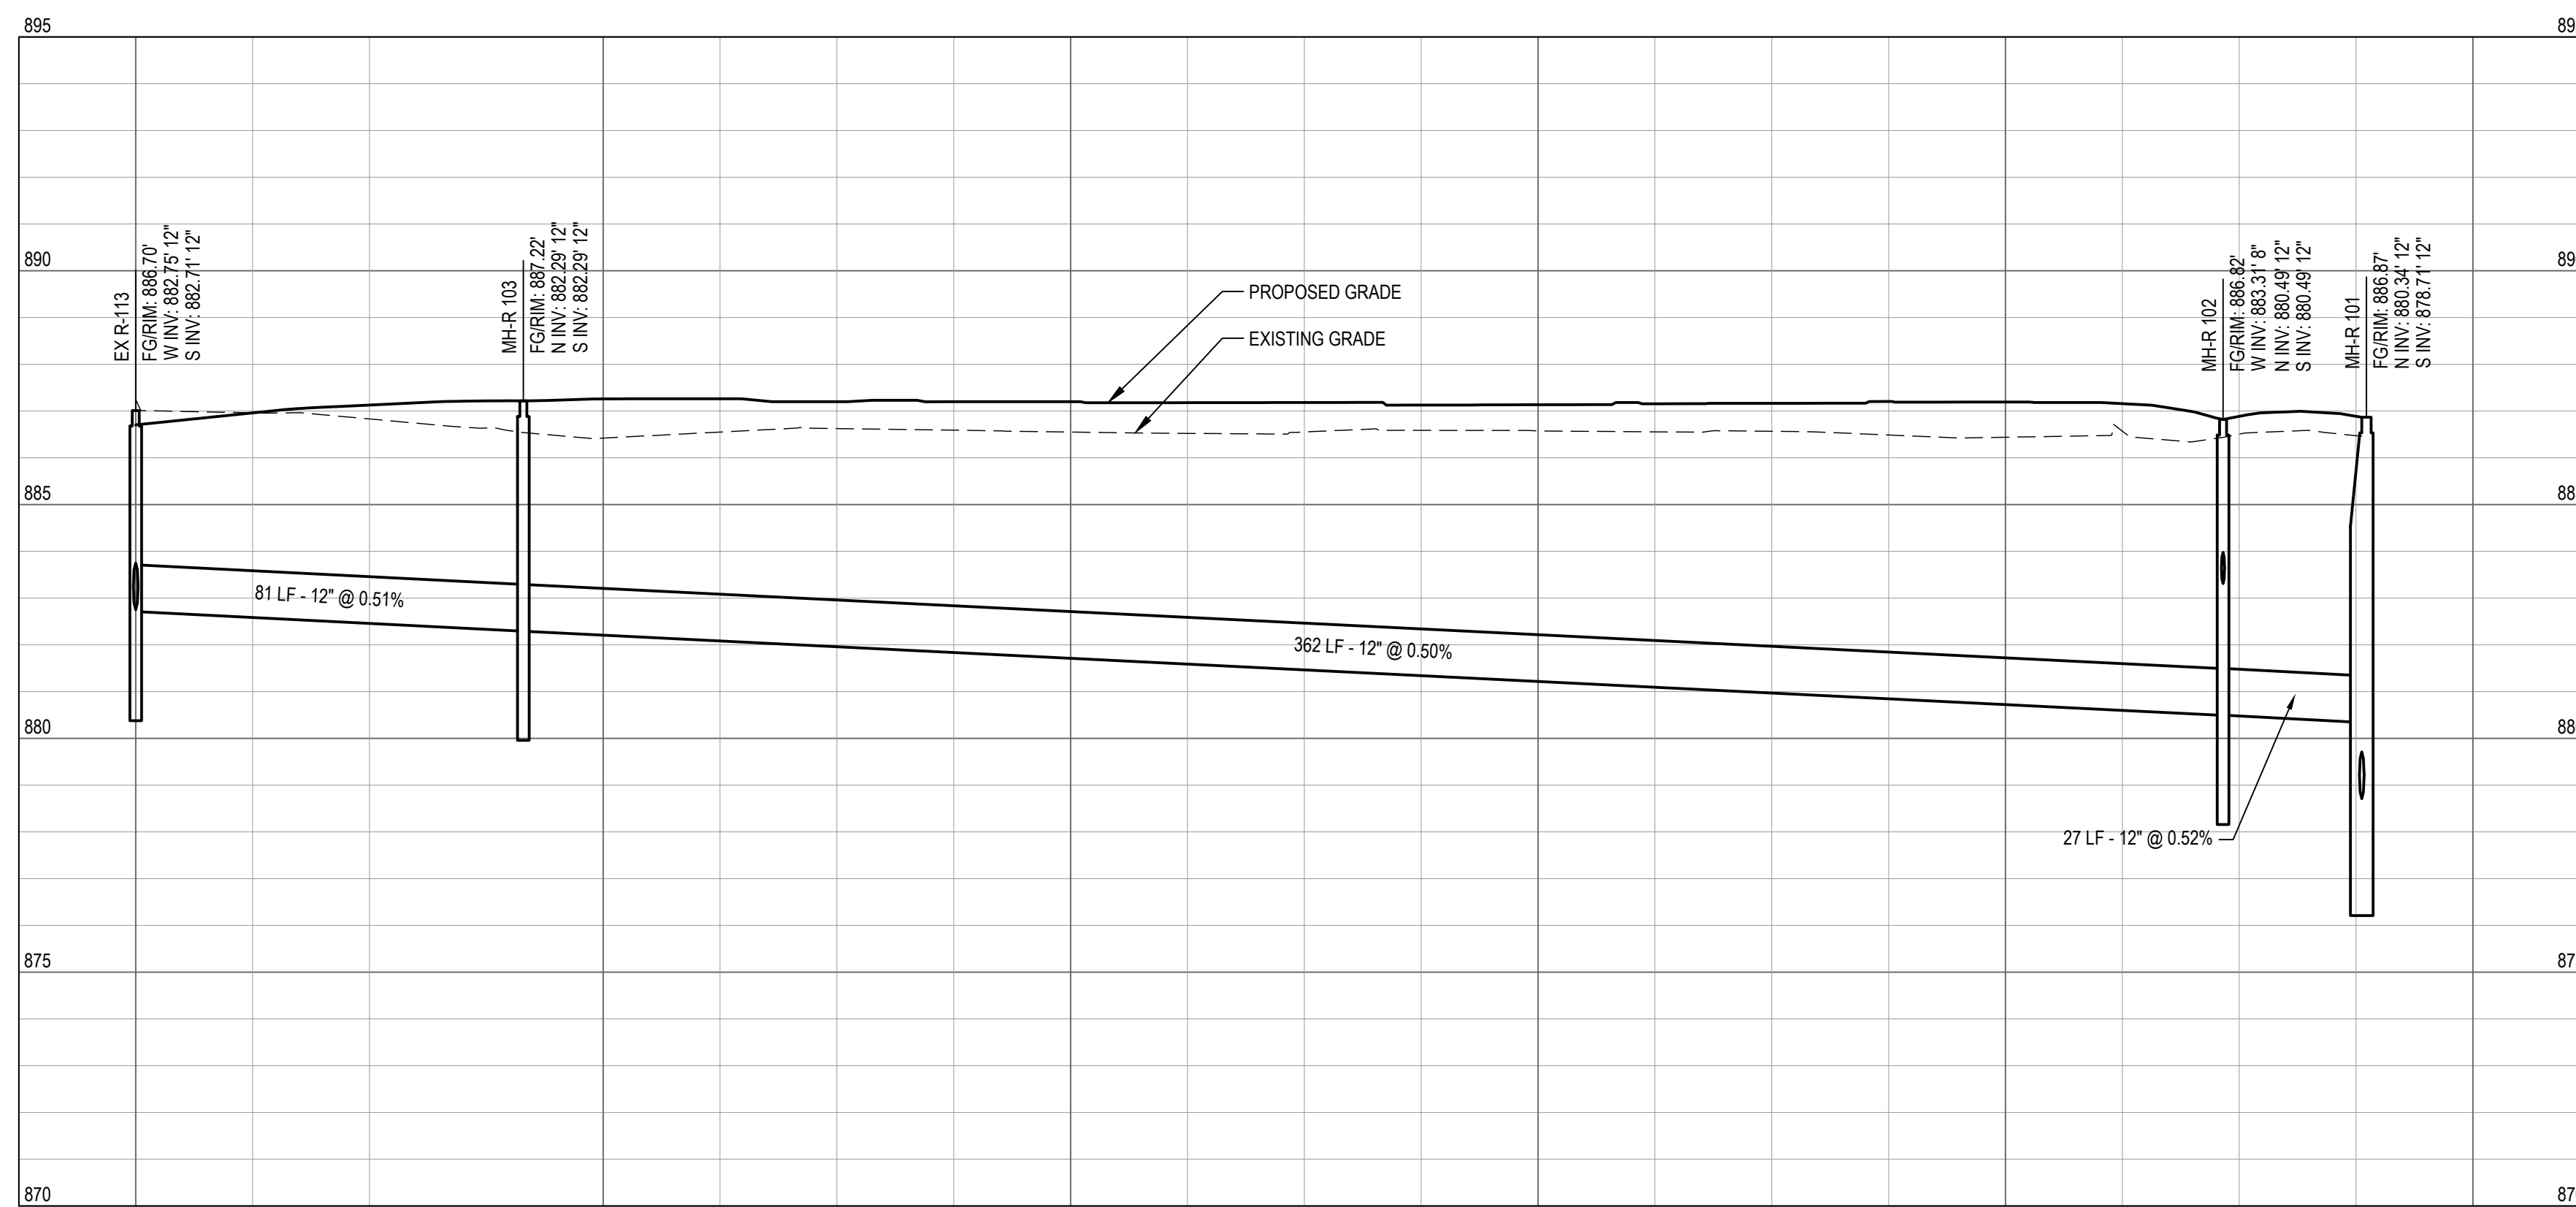 895
89
EX R-113
FG/RIM: 886.70'
W INV: 882.75' 12"
S INV: 882.71' 12"
MH-R 103
FG/RIM: 887.22'
N INV: 882.29' 12"
S INV: 882.29' 12"
MH-R 102
FG/RIM: 886.82'
W INV: 883.31' 8"
N INV: 880.49' 12"
S INV: 880.49' 12"
MH-R 101
FG/RIM: 886.87'
N INV: 880.34' 12"
S INV: 878.71' 12"
890
89
PROPOSED GRADE
EXISTING GRADE
885
88
81 LF - 12" @ 0.51%
362 LF - 12" @ 0.50%
880
88
27 LF - 12" @ 0.52%
875
87
870
87